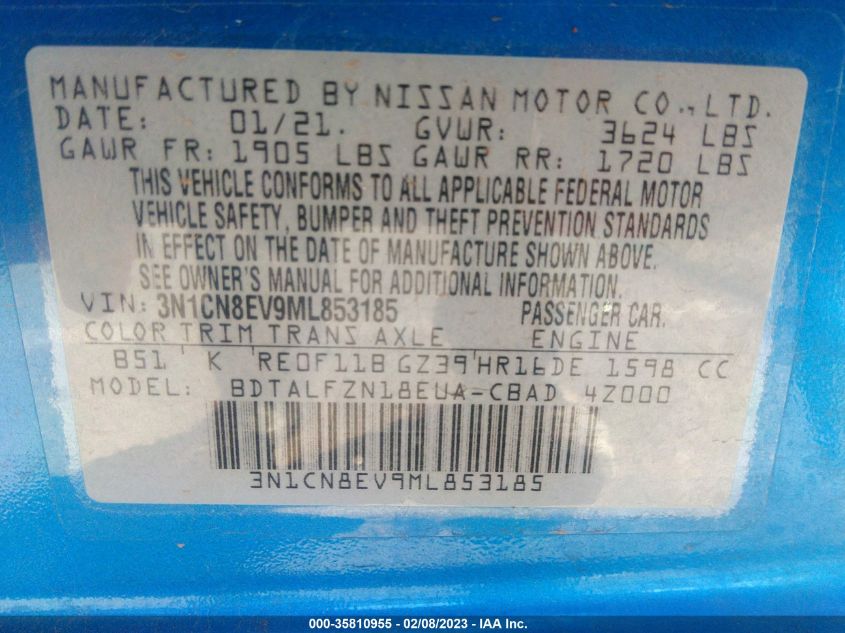 MANUFACTURED BY NISSAN MOTOR CO., LTD.
DATE: 01/21. GVWR: 3624 LBS
GAWR FR: 1905 LBS GAWR RR: 1720 LBS
THIS VEHICLE CONFORMS TO ALL APPLICABLE FEDERAL MOTOR
VEHICLE SAFETY, BUMPER AND THEFT PREVENTION STANDARDS
IN EFFECT ON THE DATE OF MANUFACTURE SHOWN ABOVE.
SEE OWNER'S MANUAL FOR ADDITIONAL INFORMATION.
VIN: 3N1CN8EV9ML853185 PASSENGER CAR.
COLOR TRIM TRANS AXLE ENGINE
B51 K RE0F11B GZ39 HR16DE 1598 CC
MODEL: BDTALFZN18EUA-CBAD 4Z000
3N1CN8EV9ML853185
000-35810955 - 02/08/2023 - IAA Inc.